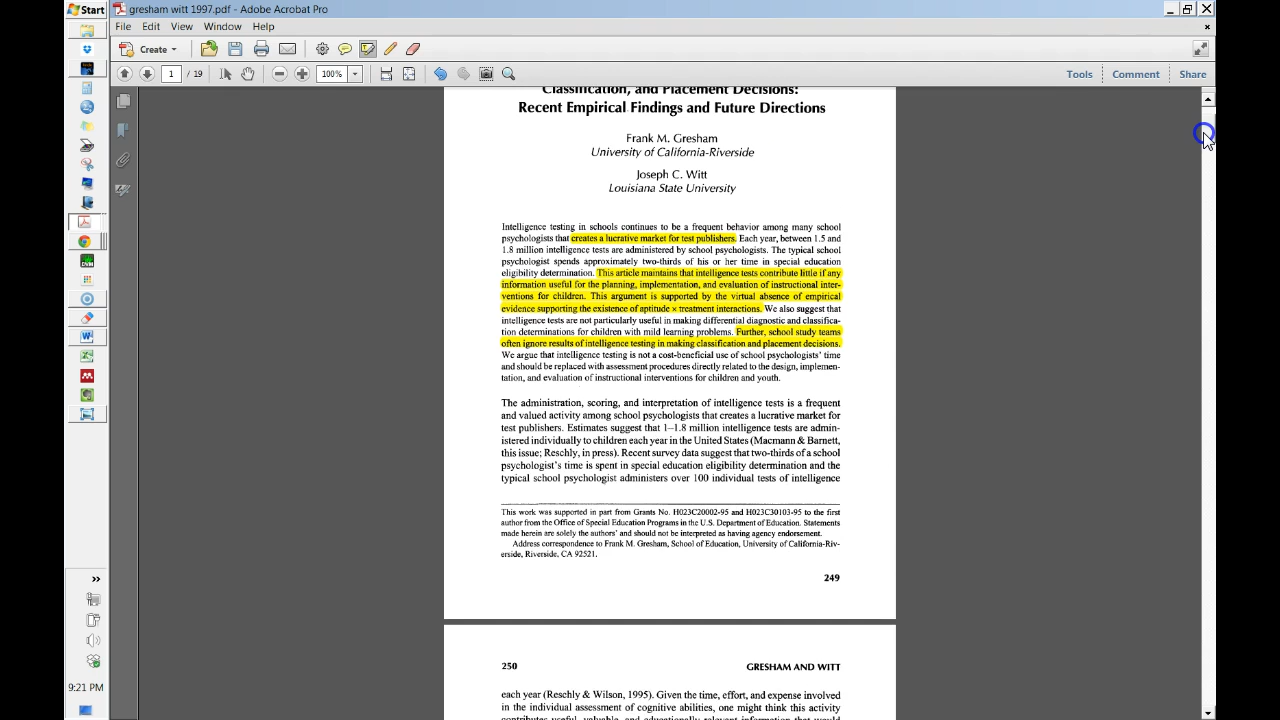 Start
gresham witt 1997.pdf - Adobe Acrobat Pro
File Edit View Window Help
Create
1 / 19 100%
Tools Comment Share
Classification, and Placement Decisions:
Recent Empirical Findings and Future Directions
Frank M. Gresham
University of California-Riverside
Joseph C. Witt
Louisiana State University
Intelligence testing in schools continues to be a frequent behavior among many school
psychologists that creates a lucrative market for test publishers. Each year, between 1.5 and
1.8 million intelligence tests are administered by school psychologists. The typical school
psychologist spends approximately two-thirds of his or her time in special education
eligibility determination. This article maintains that intelligence tests contribute little if any
information useful for the planning, implementation, and evaluation of instructional inter-
ventions for children. This argument is supported by the virtual absence of empirical
evidence supporting the existence of aptitude × treatment interactions. We also suggest that
intelligence tests are not particularly useful in making differential diagnostic and classifica-
tion determinations for children with mild learning problems. Further, school study teams
often ignore results of intelligence testing in making classification and placement decisions.
We argue that intelligence testing is not a cost-beneficial use of school psychologists' time
and should be replaced with assessment procedures directly related to the design, implemen-
tation, and evaluation of instructional interventions for children and youth.
The administration, scoring, and interpretation of intelligence tests is a frequent
and valued activity among school psychologists that creates a lucrative market for
test publishers. Estimates suggest that 1–1.8 million intelligence tests are admin-
istered individually to children each year in the United States (Macmann & Barnett,
this issue; Reschly, in press). Recent survey data suggest that two-thirds of a school
psychologist's time is spent in special education eligibility determination and the
typical school psychologist administers over 100 individual tests of intelligence
This work was supported in part from Grants No. H023C20002-95 and H023C30103-95 to the first
author from the Office of Special Education Programs in the U.S. Department of Education. Statements
made herein are solely the authors' and should not be interpreted as having agency endorsement.
Address correspondence to Frank M. Gresham, School of Education, University of California-Riv-
erside, Riverside, CA 92521.
249
250 GRESHAM AND WITT
each year (Reschly & Wilson, 1995). Given the time, effort, and expense involved
in the individual assessment of cognitive abilities, one might think this activity
contributes useful, valuable, and educationally relevant information that would
9:21 PM